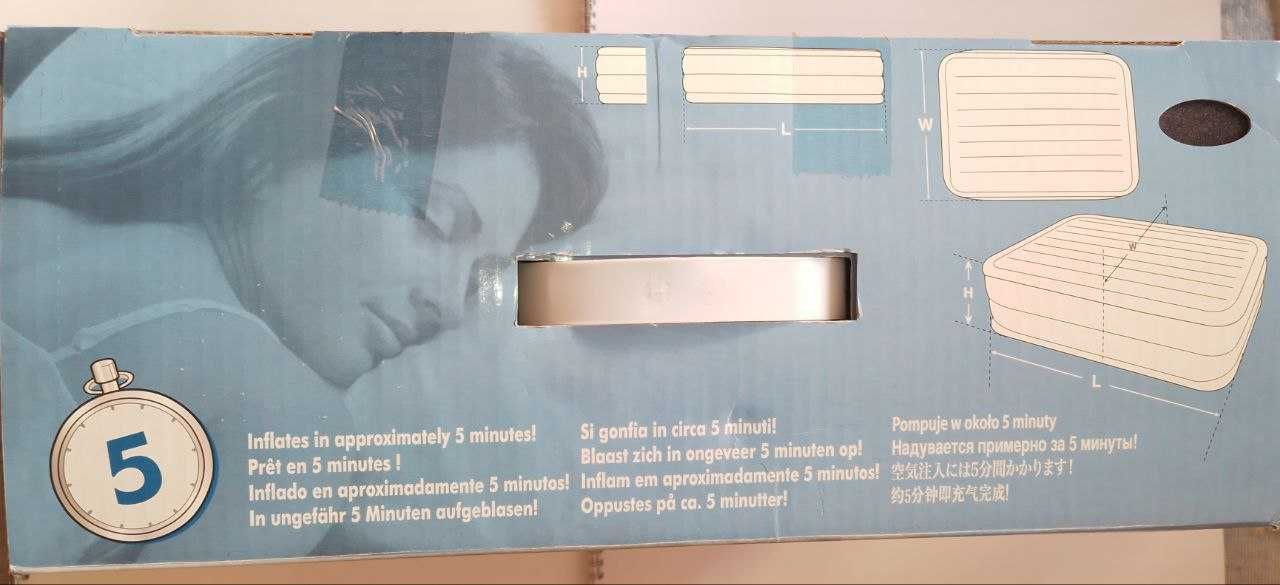 H
L
W
W
H
L
5
Inflates in approximately 5 minutes!
Prêt en 5 minutes !
Inflado en aproximadamente 5 minutos!
In ungefähr 5 Minuten aufgeblasen!
Si gonfia in circa 5 minuti!
Blaast zich in ongeveer 5 minuten op!
Inflam em aproximadamente 5 minutos!
Oppustes på ca. 5 minutter!
Pompuje w około 5 minuty
Надувается примерно за 5 минуты!
空気注入には5分間かかります!
约5分钟即充气完成!